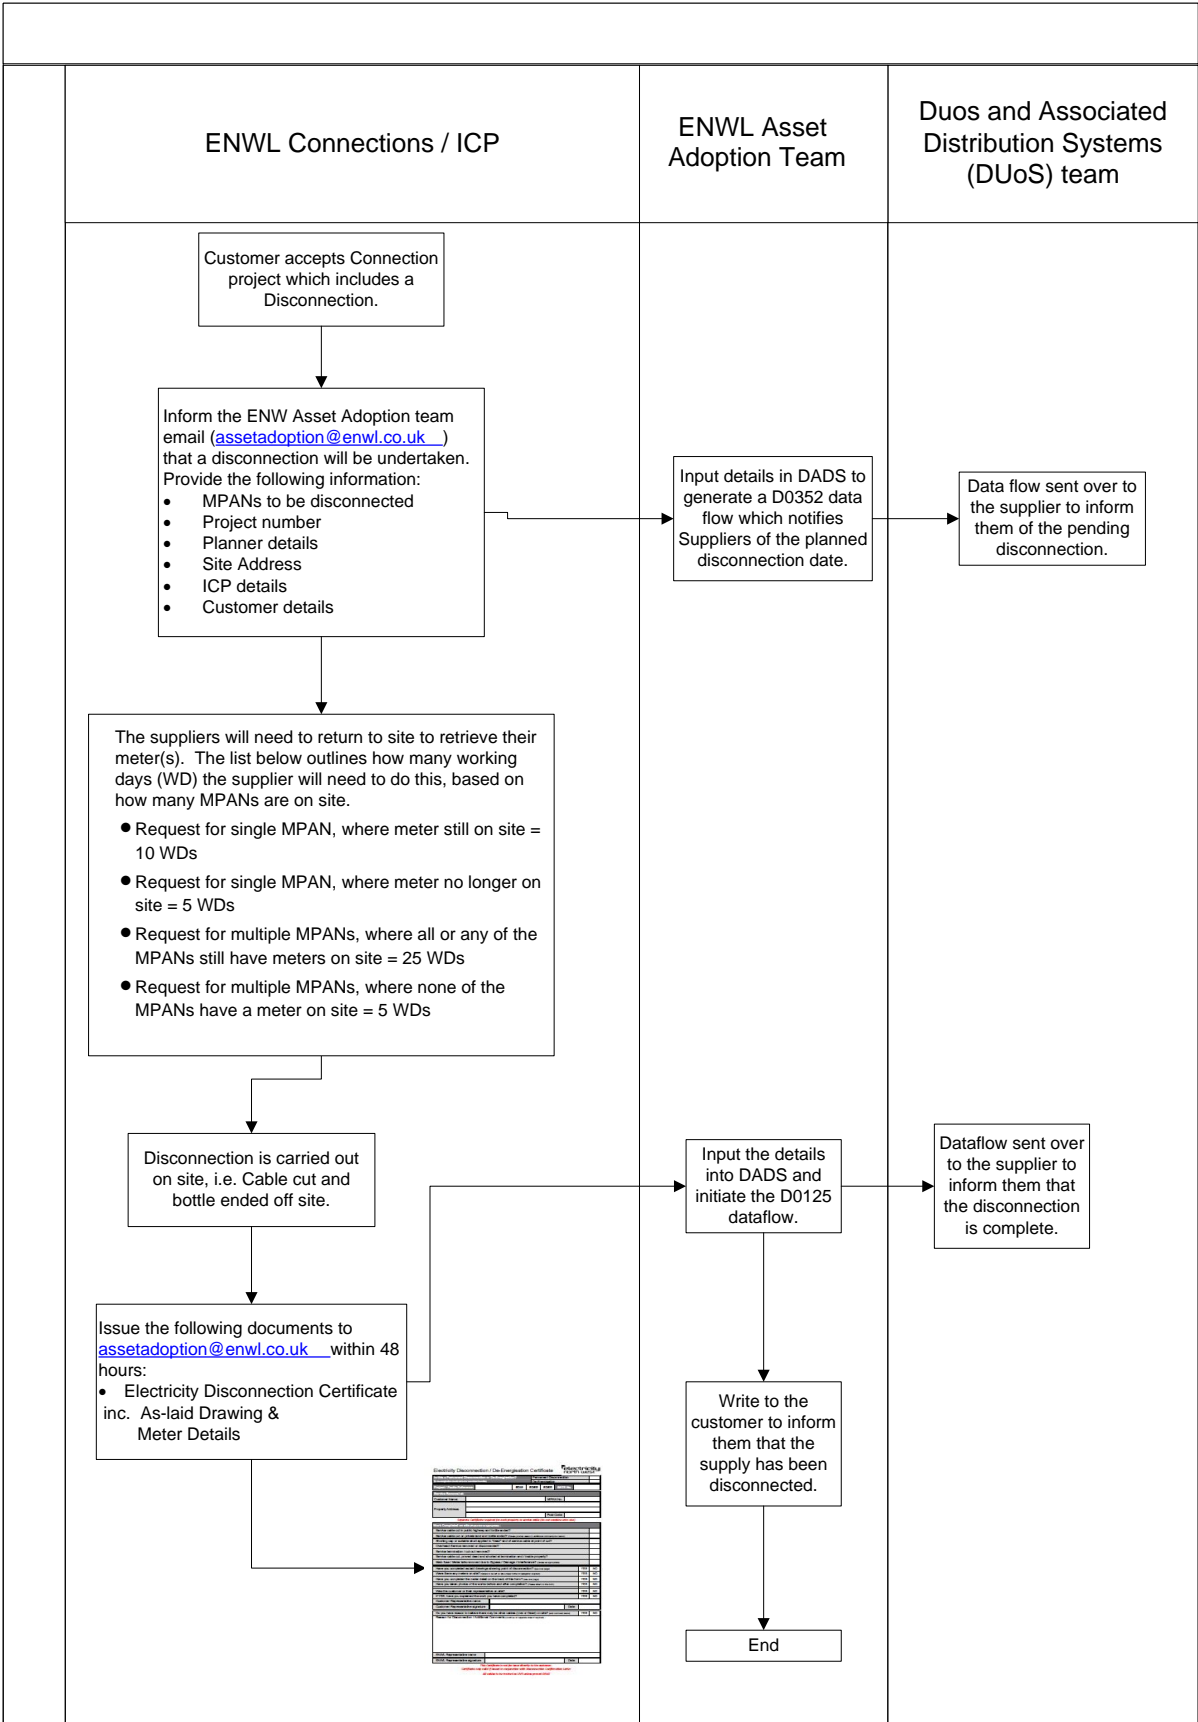 ENWL Connections / ICP
ENWL Asset
Adoption Team
Duos and Associated
Distribution Systems
(DUoS) team
Customer accepts Connection
project which includes a
Disconnection.
Inform the ENW Asset Adoption team
email (assetadoption@enwl.co.uk )
that a disconnection will be undertaken.
Provide the following information:
• MPANs to be disconnected
• Project number
• Planner details
• Site Address
• ICP details
• Customer details
Input details in DADS to
generate a D0352 data
flow which notifies
Suppliers of the planned
disconnection date.
Data flow sent over to
the supplier to inform
them of the pending
disconnection.
The suppliers will need to return to site to retrieve their
meter(s). The list below outlines how many working
days (WD) the supplier will need to do this, based on
how many MPANs are on site.
• Request for single MPAN, where meter still on site =
10 WDs
• Request for single MPAN, where meter no longer on
site = 5 WDs
• Request for multiple MPANs, where all or any of the
MPANs still have meters on site = 25 WDs
• Request for multiple MPANs, where none of the
MPANs have a meter on site = 5 WDs
Disconnection is carried out
on site, i.e. Cable cut and
bottle ended off site.
Input the details
into DADS and
initiate the D0125
dataflow.
Dataflow sent over
to the supplier to
inform them that
the disconnection
is complete.
Issue the following documents to
assetadoption@enwl.co.uk within 48
hours:
• Electricity Disconnection Certificate
inc. As-laid Drawing &
Meter Details
Write to the
customer to inform
them that the
supply has been
disconnected.
Electricity Disconnection / De-Energisation Certificate
electricity
north west
End